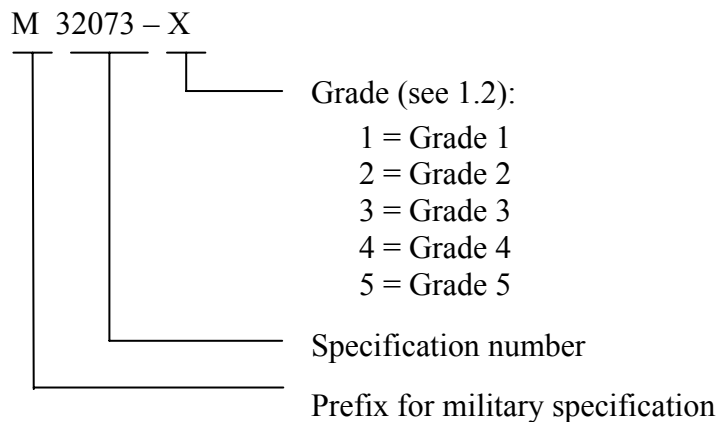 M 32073 – X
Grade (see 1.2):
1 = Grade 1
2 = Grade 2
3 = Grade 3
4 = Grade 4
5 = Grade 5
Specification number
Prefix for military specification